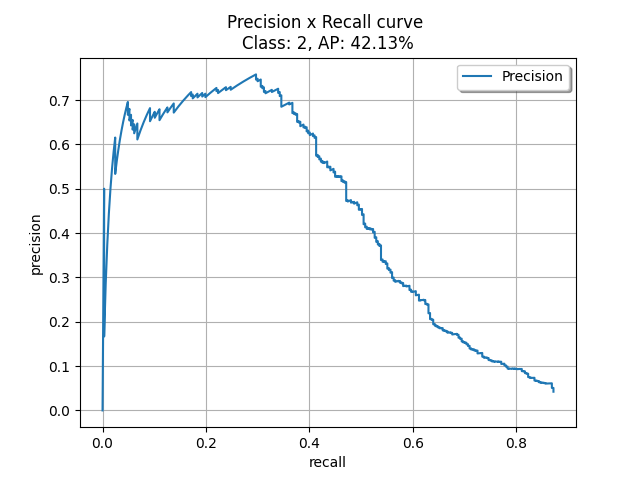 Precision x Recall curve
Class: 2, AP: 42.13%
Precision
0.7
0.6
0.5
0.4
0.3
0.2
0.1
0.0
precision
0.0 0.2 0.4 0.6 0.8
recall